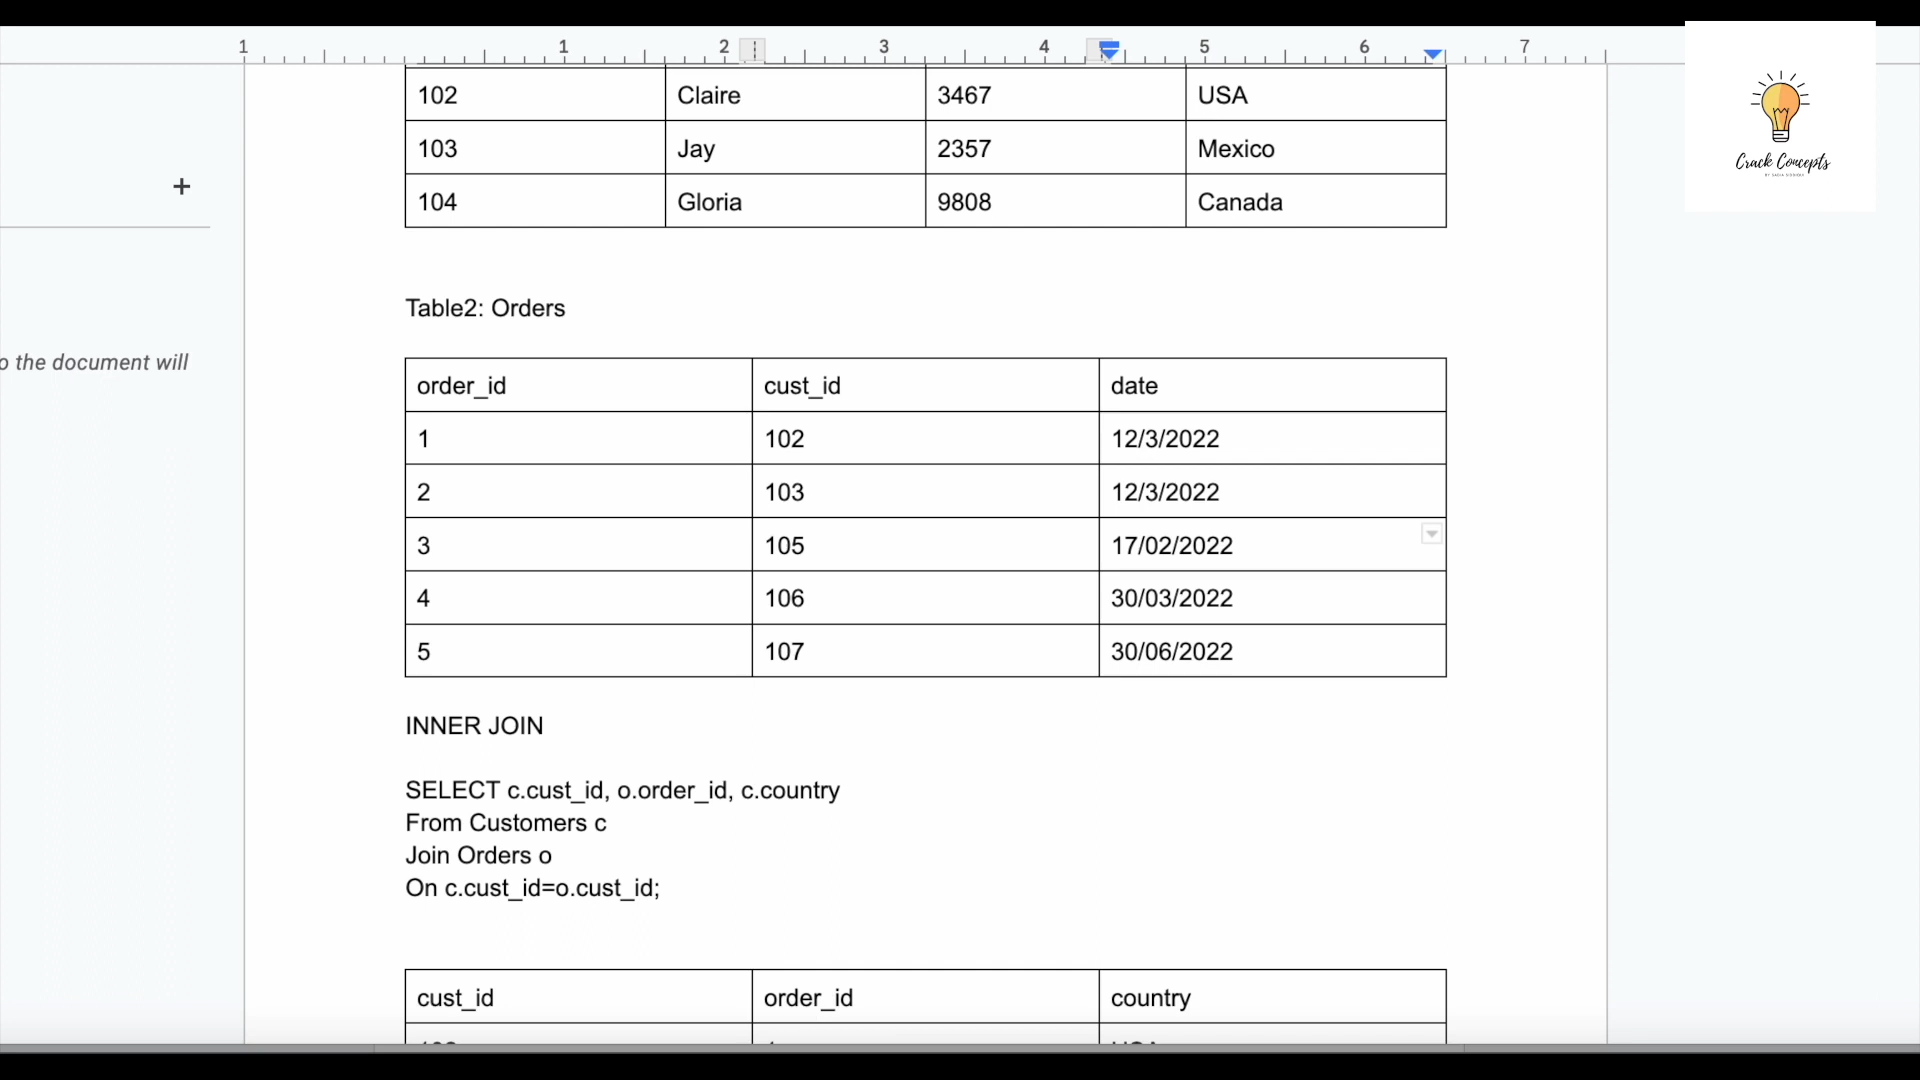 1 1 2 3 4 5 6 7
102 Claire 3467 USA
103 Jay 2357 Mexico
104 Gloria 9808 Canada
Crack Concepts
+
Table2: Orders
o the document will
order_id cust_id date
1 102 12/3/2022
2 103 12/3/2022
3 105 17/02/2022
4 106 30/03/2022
5 107 30/06/2022
INNER JOIN
SELECT c.cust_id, o.order_id, c.country
From Customers c
Join Orders o
On c.cust_id=o.cust_id;
cust_id order_id country